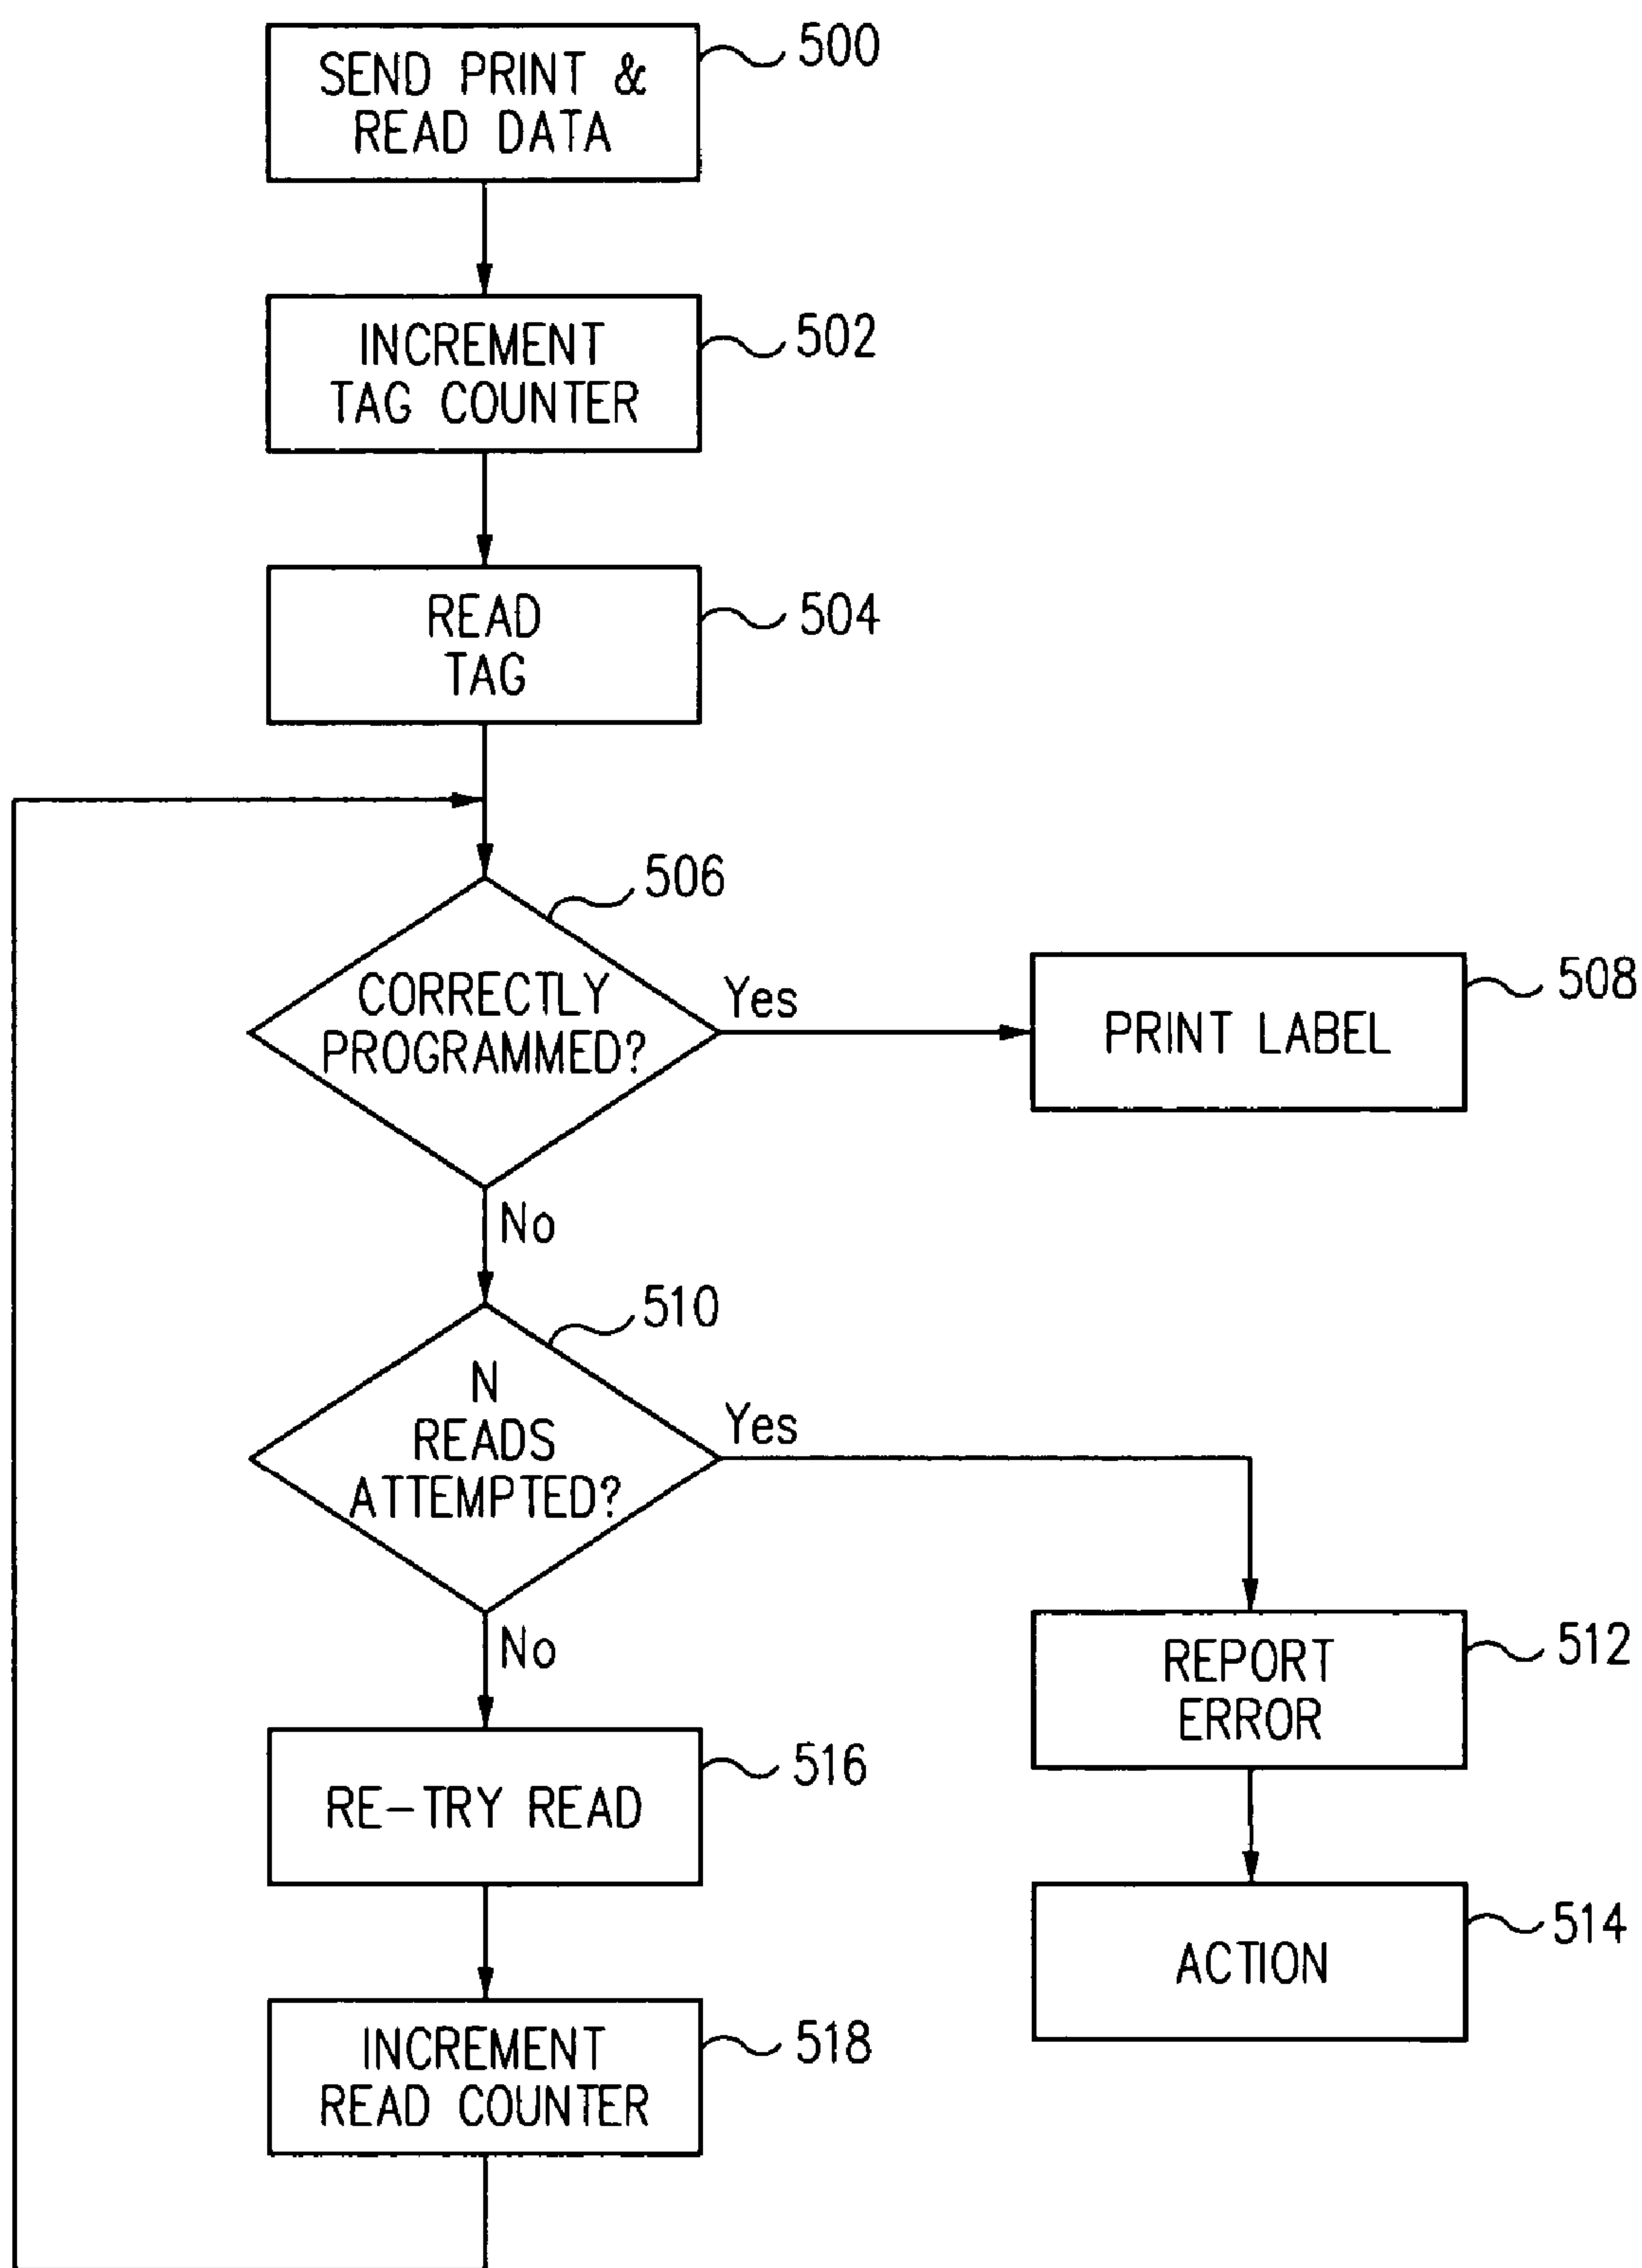 SEND PRINT &
READ DATA
500
INCREMENT
TAG COUNTER
502
READ
TAG
504
506
CORRECTLY
PROGRAMMED?
Yes
508
PRINT LABEL
No
510
N
READS
ATTEMPTED?
Yes
No
512
REPORT
ERROR
516
RE-TRY READ
514
ACTION
518
INCREMENT
READ COUNTER